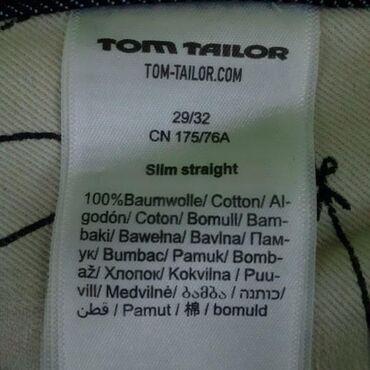 TOM TAILOR
TOM-TAILOR.COM
29/32
CN 175/76A
Slim straight
100%Baumwolle/ Cotton/ Al-
godón/ Coton/ Bomull/ Bam-
baki/ Bawełna/ Bavlna/ Пам-
ук/ Bumbac/ Pamuk/ Bomb-
až/ Хлопок/ Kokvilna / Puu-
vill/ Medvilnė/ ბამბა / כותנה/
قطن / Pamut / 棉/ bomuld